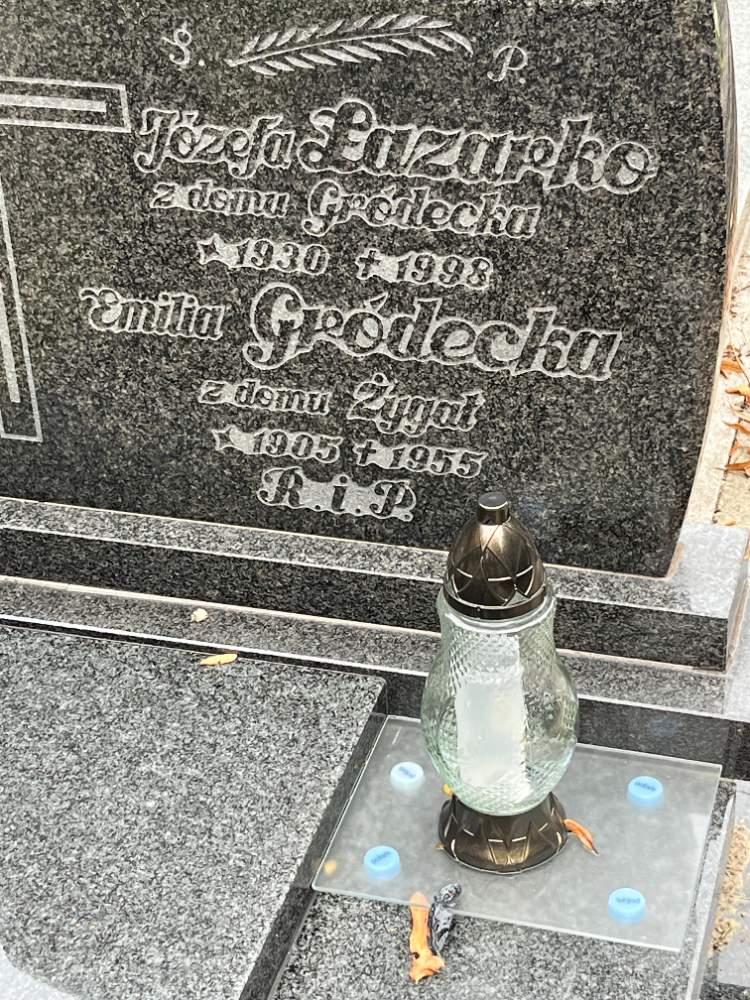 Ś. P.
Józefa Łazarko
z domu Gródecka
★ 1930 ✝ 1998
Emilia Gródecka
z domu Żygał
★ 1905 ✝ 1955
R.i.P.